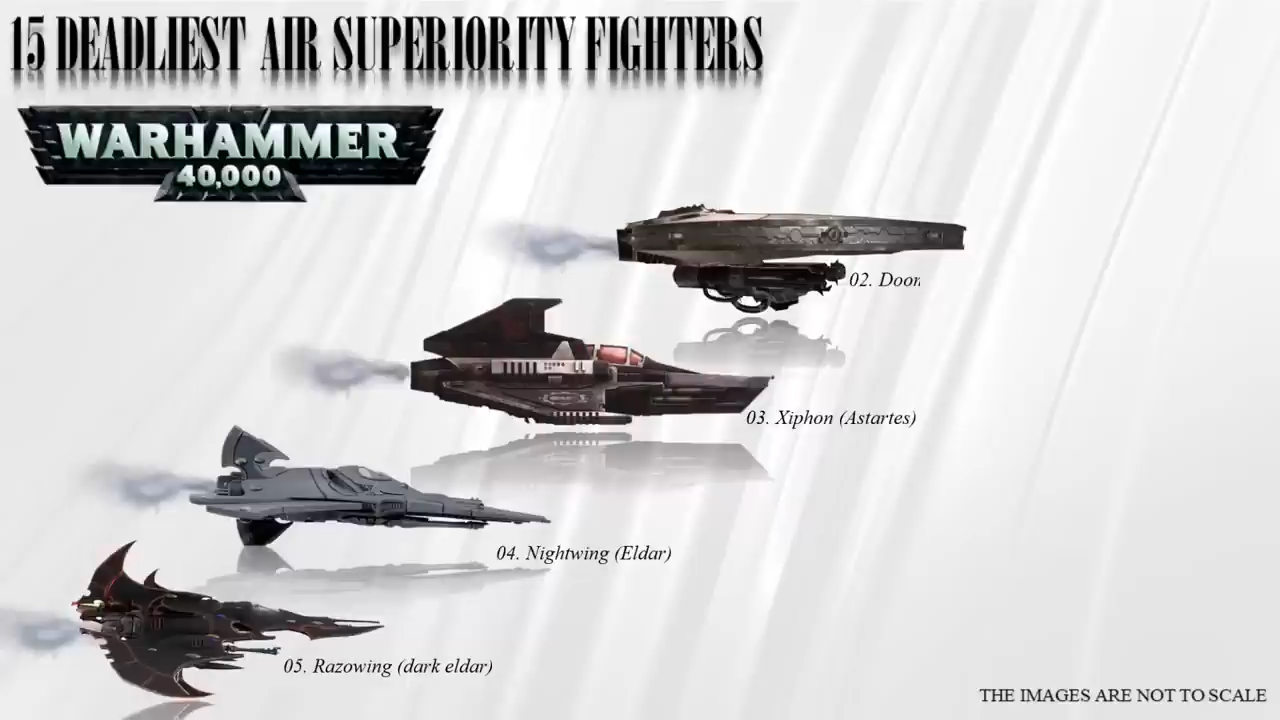 15 DEADLIEST AIR SUPERIORITY FIGHTERS
WARHAMMER
40,000
02. Doom
03. Xiphon (Astartes)
04. Nightwing (Eldar)
05. Razowing (dark eldar)
THE IMAGES ARE NOT TO SCALE